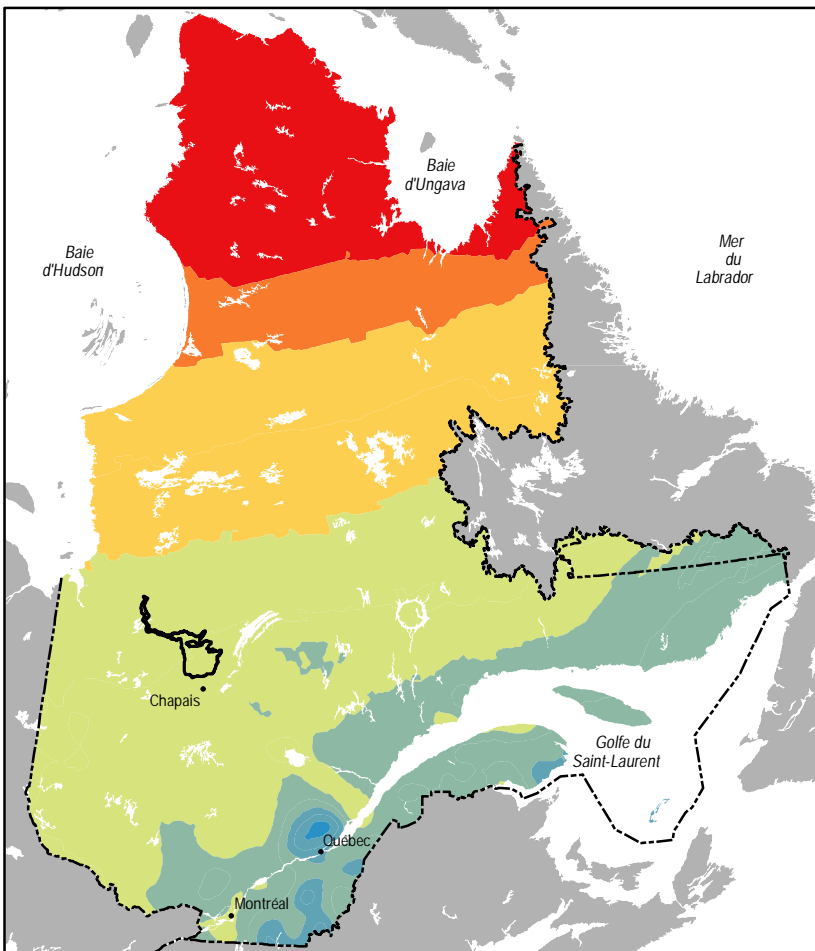 Baie
d'Ungava
Mer
du
Labrador
Baie
d'Hudson
Chapais
Golfe du
Saint-Laurent
Québec
Montréal